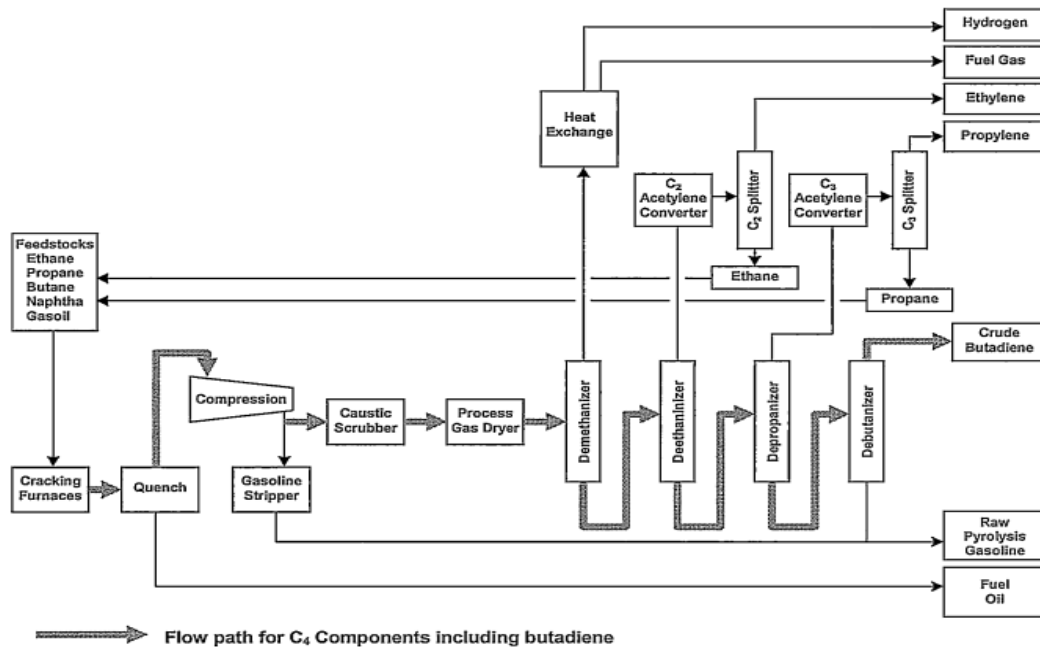 Hydrogen
Fuel Gas
Ethylene
Propylene
Heat
Exchange
C₂
Acetylene
Converter
C₂ Splitter
C₃
Acetylene
Converter
C₃ Splitter
Feedstocks
Ethane
Propane
Butane
Naphtha
Gasoil
Ethane
Propane
Crude
Butadiene
Compression
Caustic
Scrubber
Process
Gas Dryer
Demethanizer
Deethaninizer
Depropanizer
Debutanizer
Cracking
Furnaces
Quench
Gasoline
Stripper
Raw
Pyrolysis
Gasoline
Fuel
Oil
Flow path for C₄ Components including butadiene